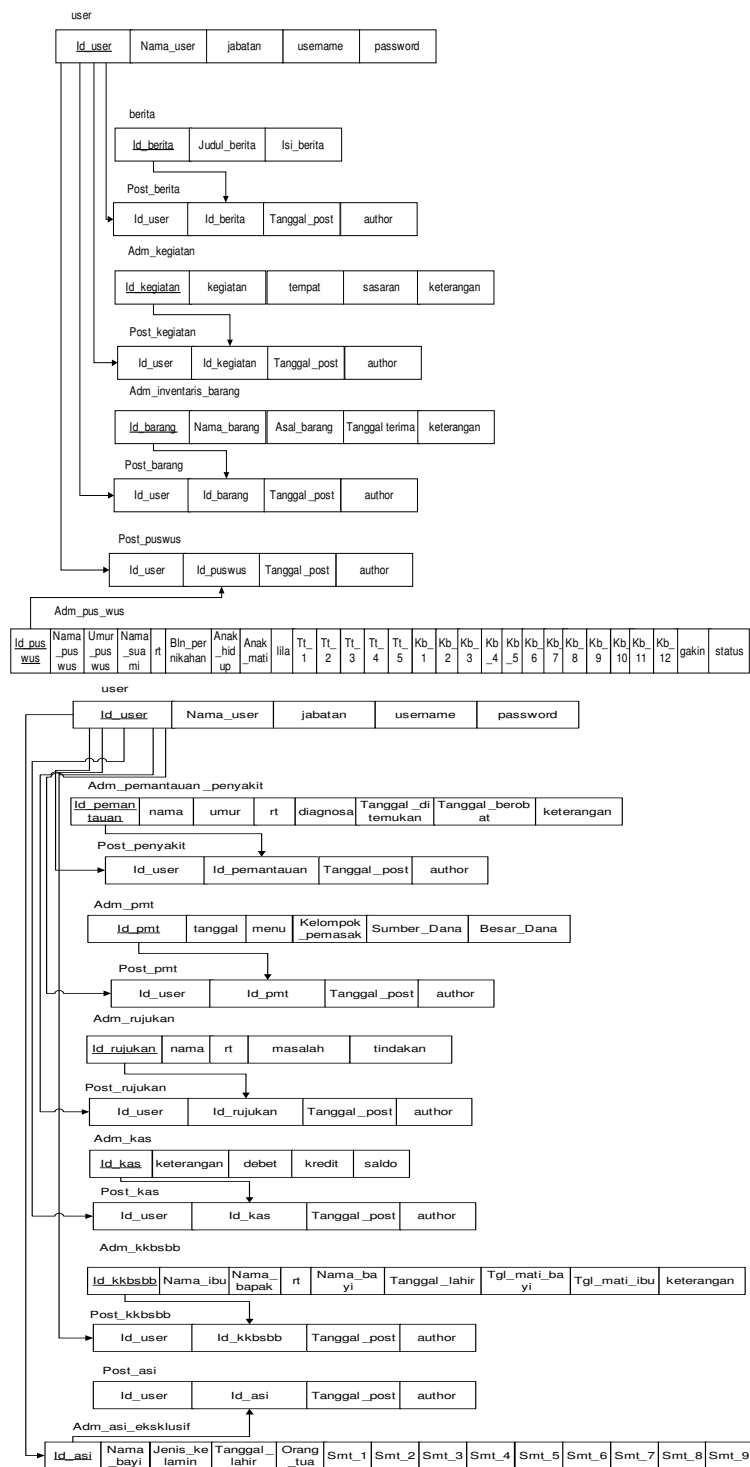 user
Id_user Nama_user jabatan username password
berita
Id_berita Judul_berita Isi_berita
Post_berita
Id_user Id_berita Tanggal_post author
Adm_kegiatan
Id_kegiatan kegiatan tempat sasaran keterangan
Post_kegiatan
Id_user Id_kegiatan Tanggal_post author
Adm_inventaris_barang
Id_barang Nama_barang Asal_barang Tanggal terima keterangan
Post_barang
Id_user Id_barang Tanggal_post author
Post_puswus
Id_user Id_puswus Tanggal_post author
Adm_pus_wus
Id_pus Nama Umur_ Nama Bln_per Anak Anak Tt_ Tt_ Tt_ Tt_ Tt_ Kb_ Kb_ Kb_ Kb Kb Kb_ Kb_ Kb_ Kb_ Kb_ Kb_ Kb_
wus _pus pus _sua rt nikahan _hid _mati lila 1 2 3 4 5 1 2 3 _4 _5 6 7 8 9 10 11 12 gakin status
wus wus mi up
user
Id_user Nama_user jabatan username password
Adm_pemantauan_penyakit
Id_peman nama umur rt diagnosa Tanggal_di Tanggal_berob keterangan
tauan temukan at
Post_penyakit
Id_user Id_pemantauan Tanggal_post author
Adm_pmt
Id_pmt tanggal menu Kelompok Sumber_Dana Besar_Dana
_pemasak
Post_pmt
Id_user Id_pmt Tanggal_post author
Adm_rujukan
Id_rujukan nama rt masalah tindakan
Post_rujukan
Id_user Id_rujukan Tanggal_post author
Adm_kas
Id_kas keterangan debet kredit saldo
Post_kas
Id_user Id_kas Tanggal_post author
Adm_kkbsbb
Id_kkbsbb Nama_ibu Nama_ rt Nama_ba Tanggal_lahir Tgl_mati_ba Tgl_mati_ibu keterangan
bapak yi yi
Post_kkbsbb
Id_user Id_kkbsbb Tanggal_post author
Post_asi
Id_user Id_asi Tanggal_post author
Adm_asi_eksklusif
Id_asi Nama Jenis_ke Tanggal_ Orang Smt_1 Smt_2 Smt_3 Smt_4 Smt_5 Smt_6 Smt_7 Smt_8 Smt_9
_bayi lamin lahir _tua